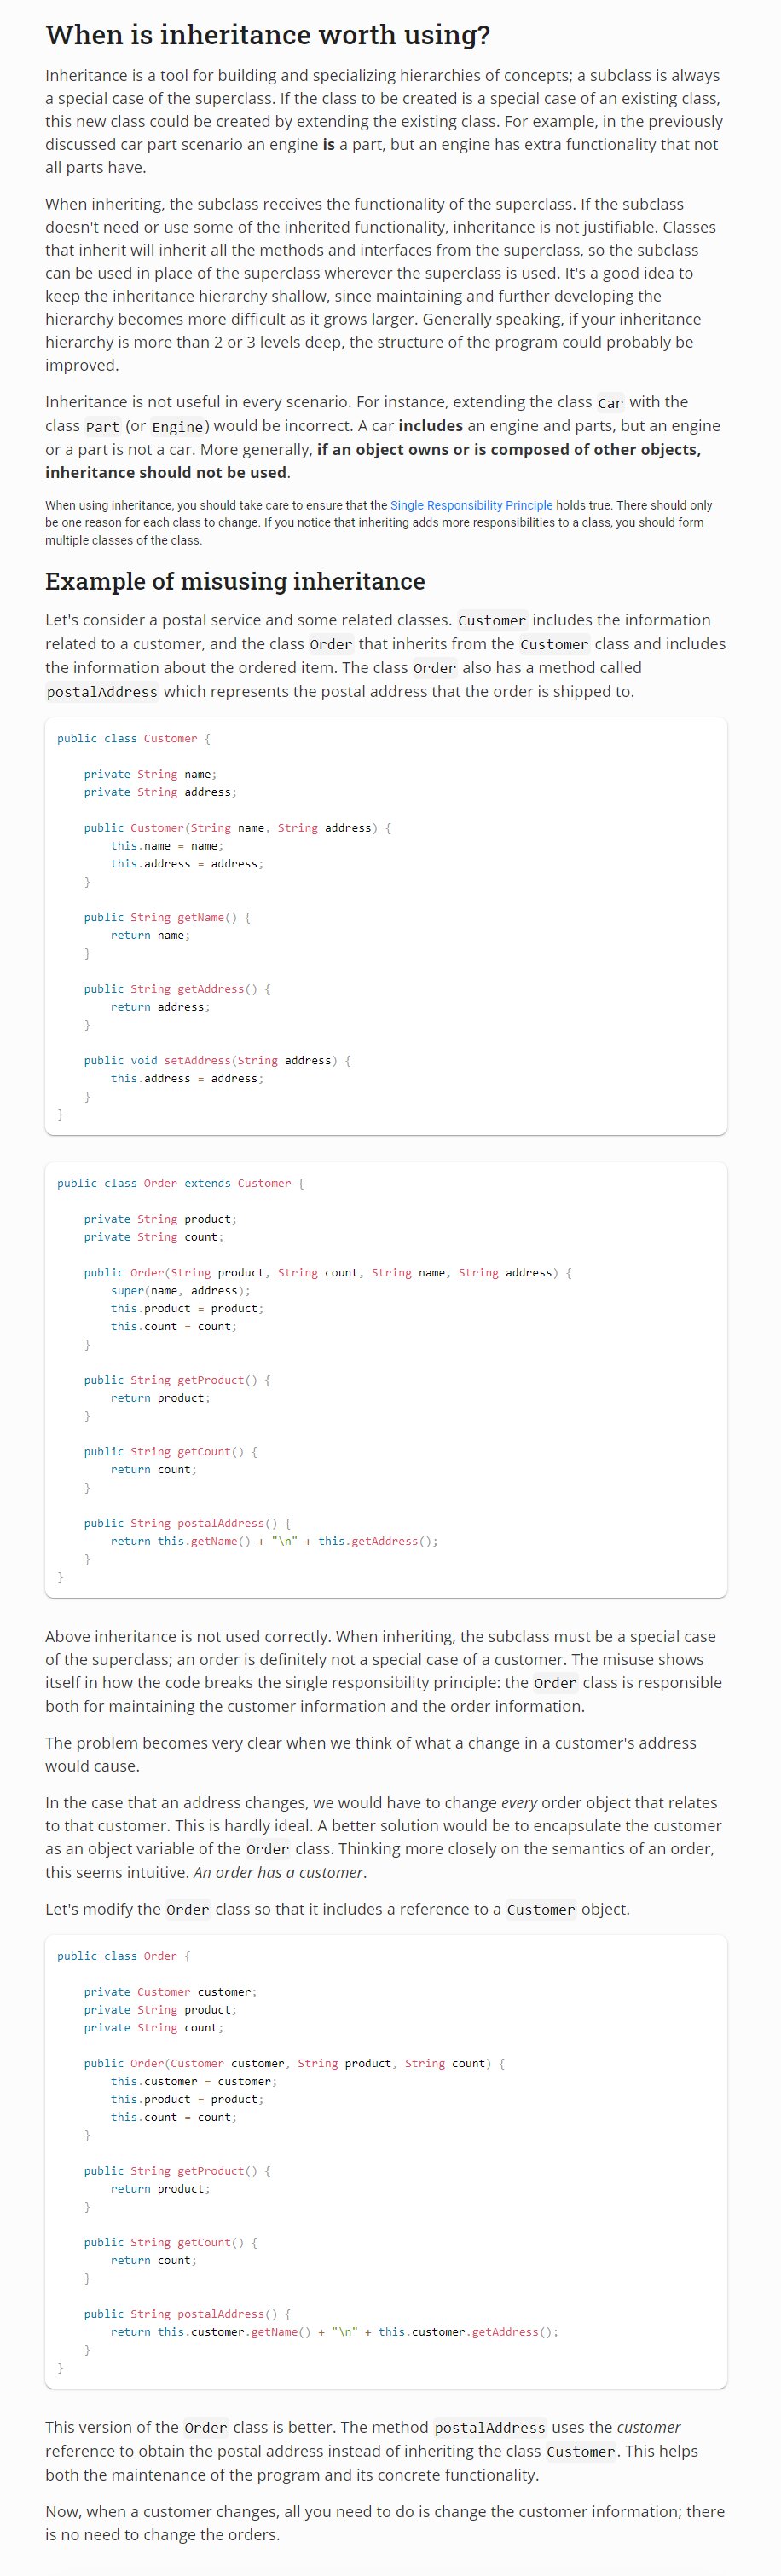 When is inheritance worth using?
Inheritance is a tool for building and specializing hierarchies of concepts; a subclass is always
a special case of the superclass. If the class to be created is a special case of an existing class,
this new class could be created by extending the existing class. For example, in the previously
discussed car part scenario an engine is a part, but an engine has extra functionality that not
all parts have.
When inheriting, the subclass receives the functionality of the superclass. If the subclass
doesn't need or use some of the inherited functionality, inheritance is not justifiable. Classes
that inherit will inherit all the methods and interfaces from the superclass, so the subclass
can be used in place of the superclass wherever the superclass is used. It's a good idea to
keep the inheritance hierarchy shallow, since maintaining and further developing the
hierarchy becomes more difficult as it grows larger. Generally speaking, if your inheritance
hierarchy is more than 2 or 3 levels deep, the structure of the program could probably be
improved.
Inheritance is not useful in every scenario. For instance, extending the class Car with the
class Part (or Engine) would be incorrect. A car includes an engine and parts, but an engine
or a part is not a car. More generally, if an object owns or is composed of other objects,
inheritance should not be used.
When using inheritance, you should take care to ensure that the Single Responsibility Principle holds true. There should only
be one reason for each class to change. If you notice that inheriting adds more responsibilities to a class, you should form
multiple classes of the class.
Example of misusing inheritance
Let's consider a postal service and some related classes. Customer includes the information
related to a customer, and the class Order that inherits from the Customer class and includes
the information about the ordered item. The class Order also has a method called
postalAddress which represents the postal address that the order is shipped to.
public class Customer {
private String name;
private String address;
public Customer(String name, String address) {
this.name = name;
this.address = address;
}
public String getName() {
return name;
}
public String getAddress() {
return address;
}
public void setAddress(String address) {
this.address = address;
}
}
public class Order extends Customer {
private String product;
private String count;
public Order(String product, String count, String name, String address) {
super(name, address);
this.product = product;
this.count = count;
}
public String getProduct() {
return product;
}
public String getCount() {
return count;
}
public String postalAddress() {
return this.getName() + "\n" + this.getAddress();
}
}
Above inheritance is not used correctly. When inheriting, the subclass must be a special case
of the superclass; an order is definitely not a special case of a customer. The misuse shows
itself in how the code breaks the single responsibility principle: the Order class is responsible
both for maintaining the customer information and the order information.
The problem becomes very clear when we think of what a change in a customer's address
would cause.
In the case that an address changes, we would have to change every order object that relates
to that customer. This is hardly ideal. A better solution would be to encapsulate the customer
as an object variable of the Order class. Thinking more closely on the semantics of an order,
this seems intuitive. An order has a customer.
Let's modify the Order class so that it includes a reference to a Customer object.
public class Order {
private Customer customer;
private String product;
private String count;
public Order(Customer customer, String product, String count) {
this.customer = customer;
this.product = product;
this.count = count;
}
public String getProduct() {
return product;
}
public String getCount() {
return count;
}
public String postalAddress() {
return this.customer.getName() + "\n" + this.customer.getAddress();
}
}
This version of the Order class is better. The method postalAddress uses the customer
reference to obtain the postal address instead of inheriting the class Customer. This helps
both the maintenance of the program and its concrete functionality.
Now, when a customer changes, all you need to do is change the customer information; there
is no need to change the orders.